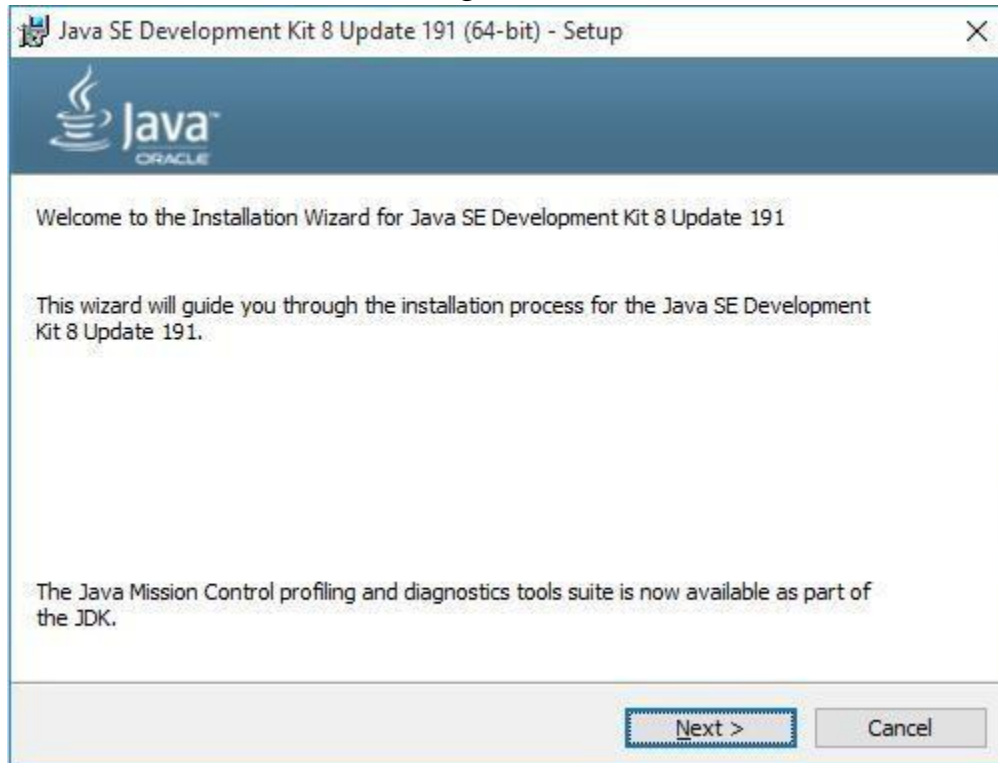 Java SE Development Kit 8 Update 191 (64-bit) - Setup
Java™
ORACLE
Welcome to the Installation Wizard for Java SE Development Kit 8 Update 191
This wizard will guide you through the installation process for the Java SE Development
Kit 8 Update 191.
The Java Mission Control profiling and diagnostics tools suite is now available as part of
the JDK.
Next >
Cancel